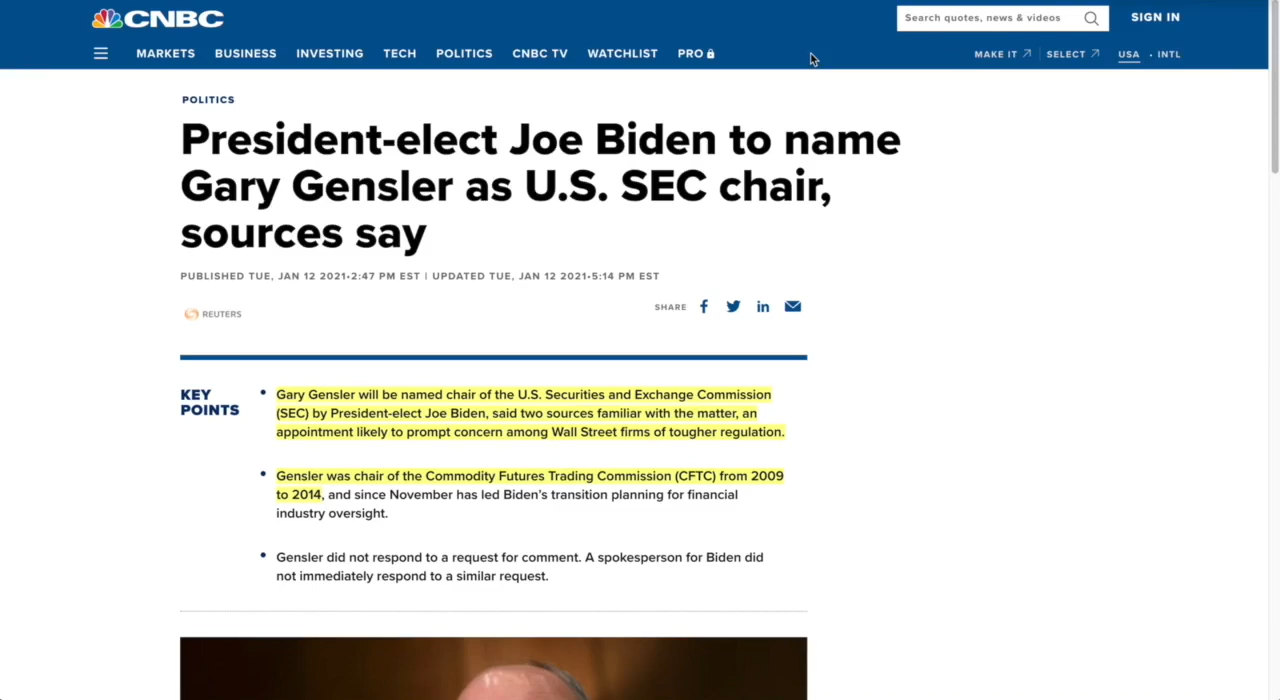 CNBC
Search quotes, news & videos
SIGN IN
MARKETS BUSINESS INVESTING TECH POLITICS CNBC TV WATCHLIST PRO
MAKE IT SELECT USA • INTL
POLITICS
President-elect Joe Biden to name
Gary Gensler as U.S. SEC chair,
sources say
PUBLISHED TUE, JAN 12 2021•2:47 PM EST | UPDATED TUE, JAN 12 2021•5:14 PM EST
REUTERS
SHARE
KEY
POINTS
• Gary Gensler will be named chair of the U.S. Securities and Exchange Commission
(SEC) by President-elect Joe Biden, said two sources familiar with the matter, an
appointment likely to prompt concern among Wall Street firms of tougher regulation.
• Gensler was chair of the Commodity Futures Trading Commission (CFTC) from 2009
to 2014, and since November has led Biden's transition planning for financial
industry oversight.
• Gensler did not respond to a request for comment. A spokesperson for Biden did
not immediately respond to a similar request.